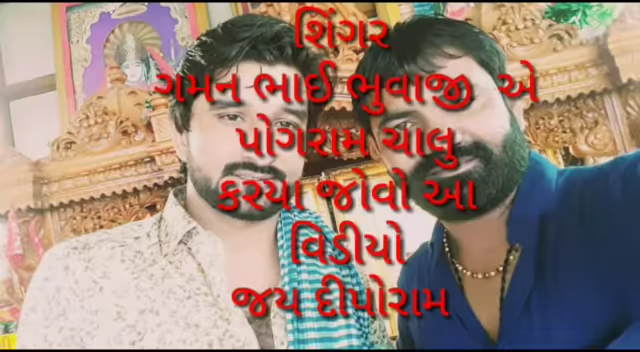 શિંગર
ગમન ભાઈ ભુવાજી એ
પોગરામ ચાલુ
કરયા જોવો આ
વિડીયો
જય દીપોરામ